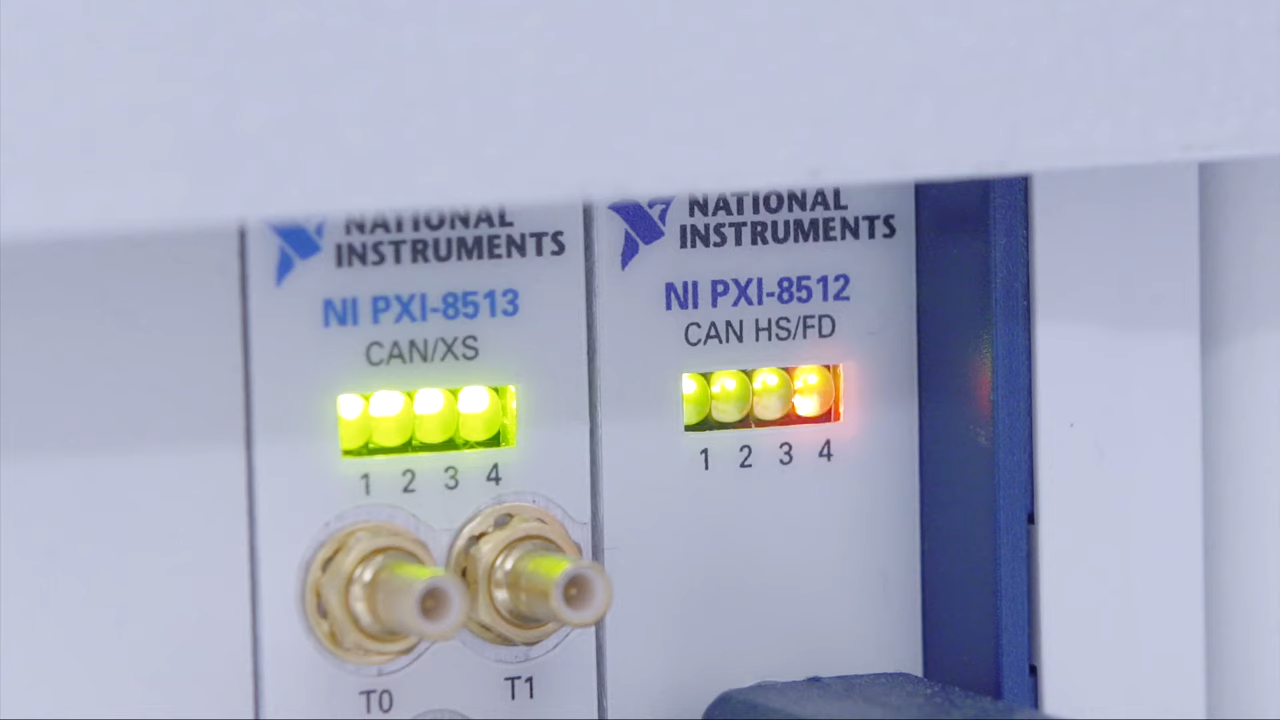 NATIONAL
INSTRUMENTS
NI PXI-8513
CAN/XS
1 2 3 4
T0
T1
NATIONAL
INSTRUMENTS
NI PXI-8512
CAN HS/FD
1 2 3 4